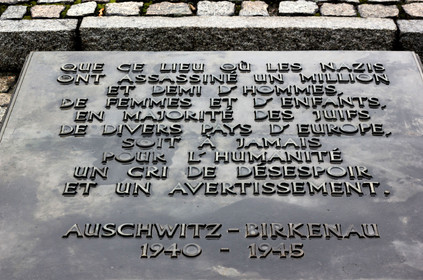 QUE CE LIEU OÙ LES NAZIS
ONT ASSASSINÉ UN MILLION
ET DEMI D'HOMMES,
DE FEMMES ET D'ENFANTS,
EN MAJORITÉ DES JUIFS
DE DIVERS PAYS D'EUROPE,
SOIT À JAMAIS
POUR L'HUMANITÉ
UN CRI DE DÉSESPOIR
ET UN AVERTISSEMENT.
AUSCHWITZ - BIRKENAU
1940 - 1945